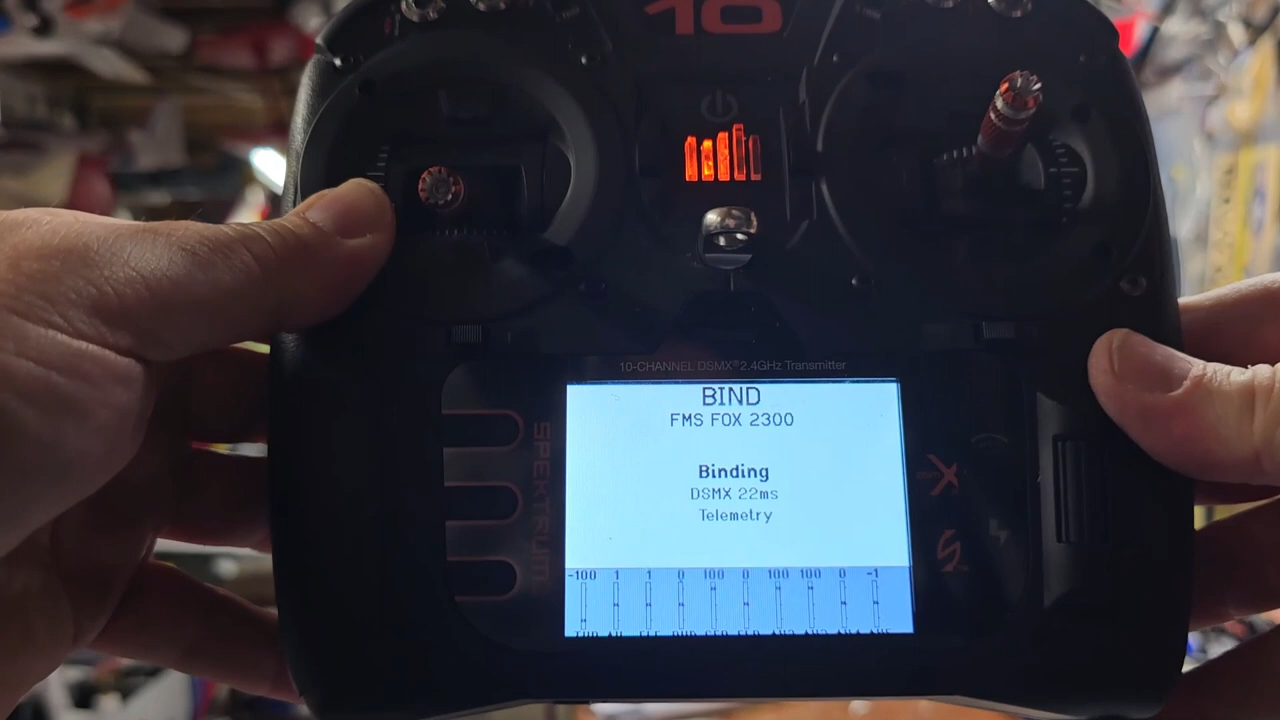 10
10-CHANNEL DSMX® 2.4GHz Transmitter
SPEKTRUM
BIND
FMS FOX 2300
Binding
DSMX 22ms
Telemetry
-100 1 1 0 100 0 100 100 0 -1